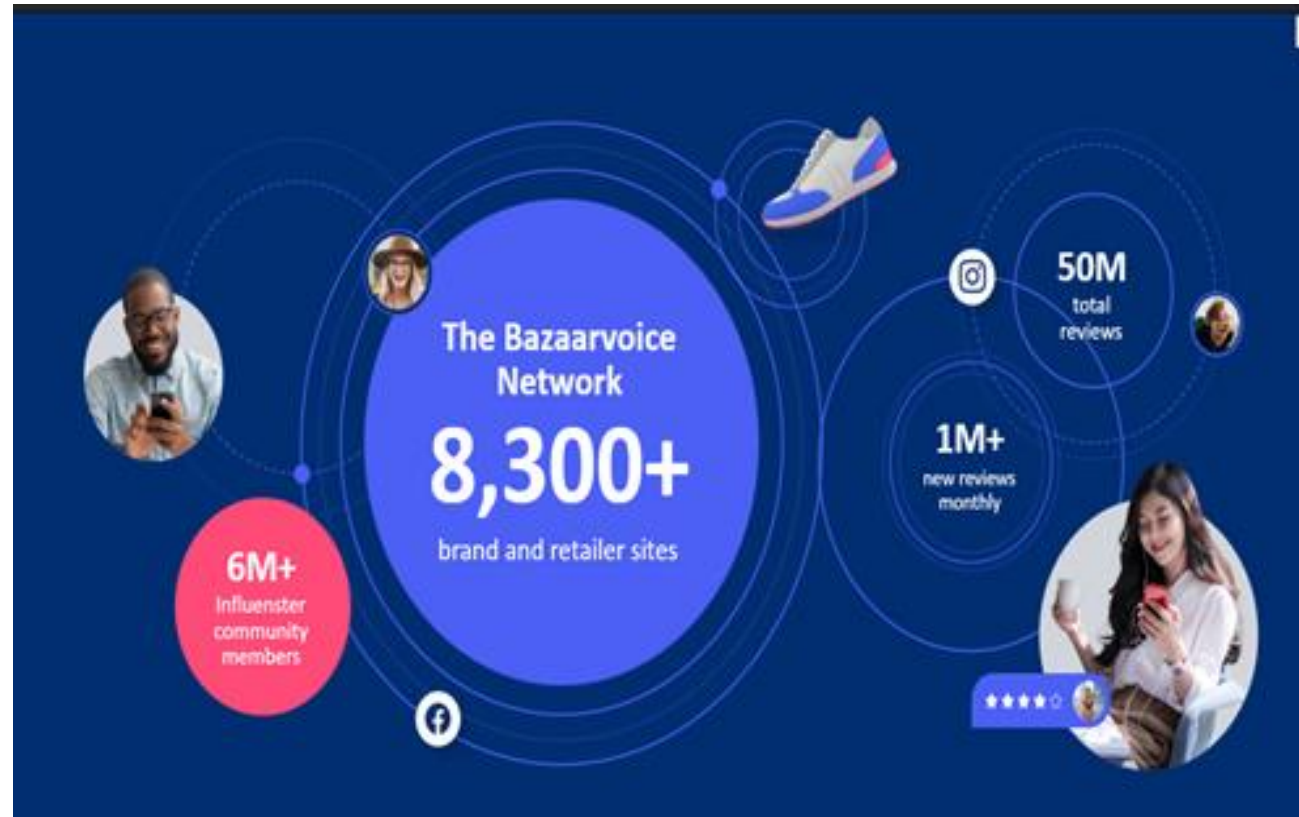 The Bazaarvoice
Network
8,300+
brand and retailer sites
6M+
Influenster
community
members
50M
total
reviews
1M+
new reviews
monthly